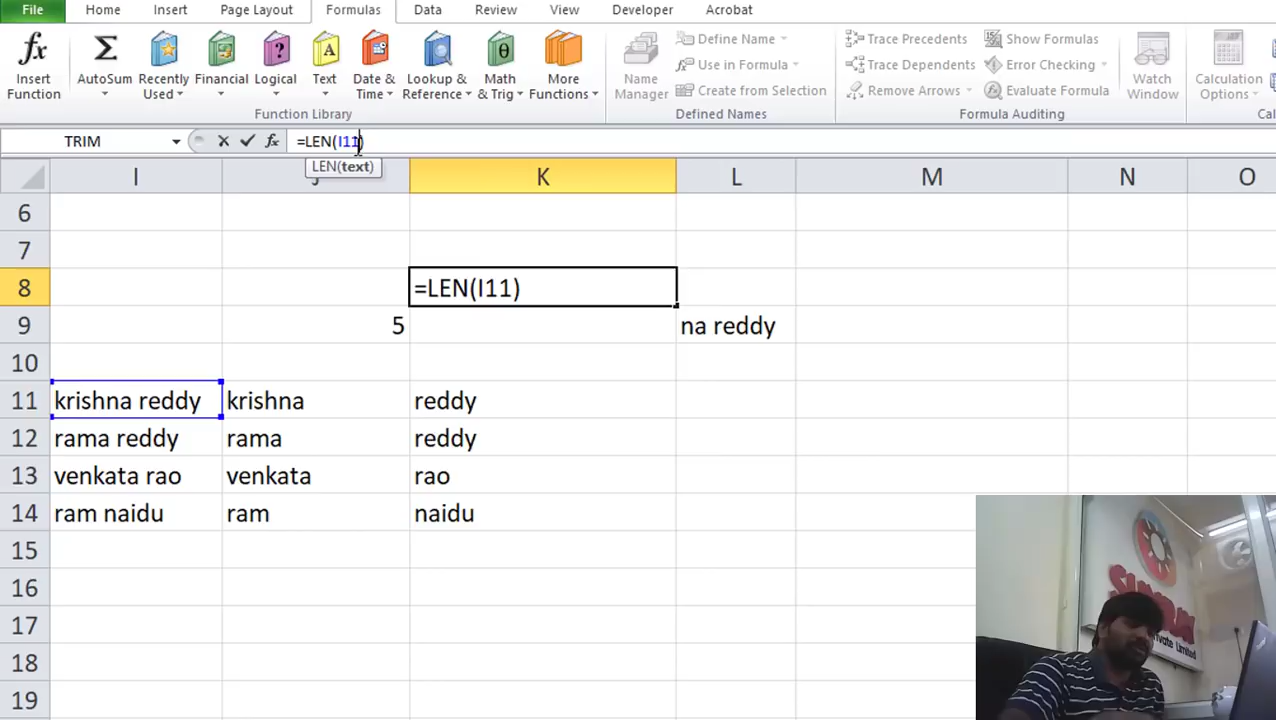 File Home Insert Page Layout Formulas Data Review View Developer Acrobat
fx Insert Function
Σ AutoSum
Recently Used
Financial
Logical
Text
Date & Time
Lookup & Reference
Math & Trig
More Functions
Function Library
Name Manager
Define Name
Use in Formula
Create from Selection
Defined Names
Trace Precedents
Trace Dependents
Remove Arrows
Show Formulas
Error Checking
Evaluate Formula
Formula Auditing
Watch Window
Calculation Options
TRIM fx =LEN(I11)
LEN(text)
I J K L M N O
6
7
8 =LEN(I11)
9 5 na reddy
10
11 krishna reddy krishna reddy
12 rama reddy rama reddy
13 venkata rao venkata rao
14 ram naidu ram naidu
15
16
17
18
19
Private Limited